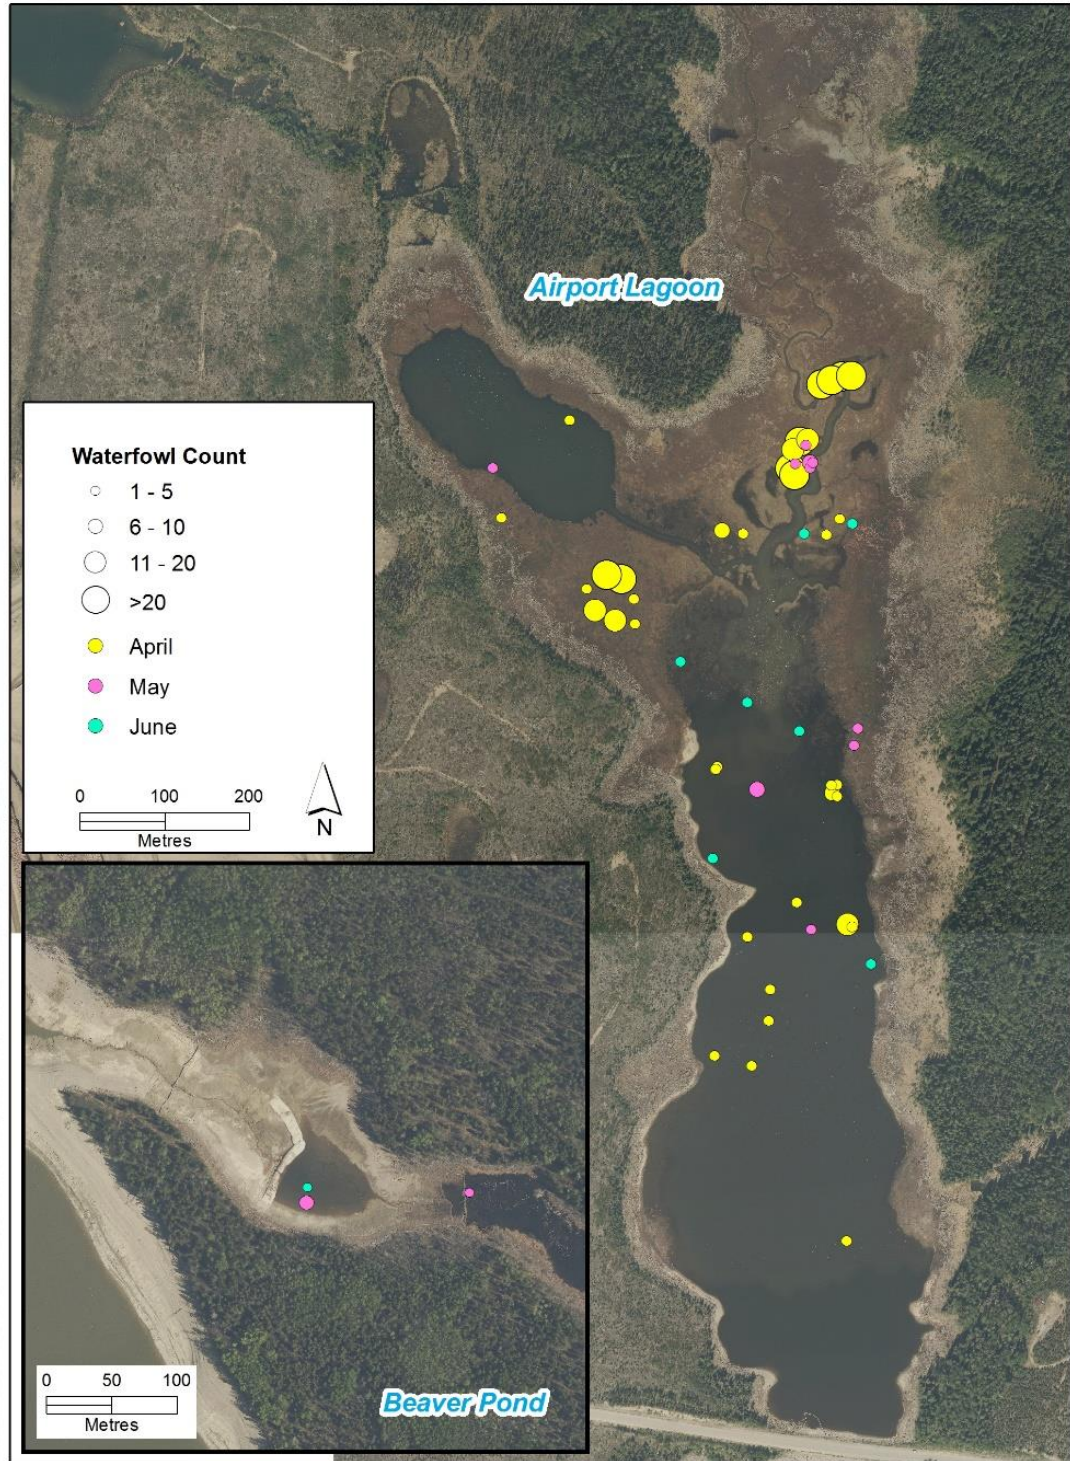 Airport Lagoon
Waterfowl Count
1 - 5
6 - 10
11 - 20
>20
April
May
June
0 100 200
Metres
N
0 50 100
Metres
Beaver Pond